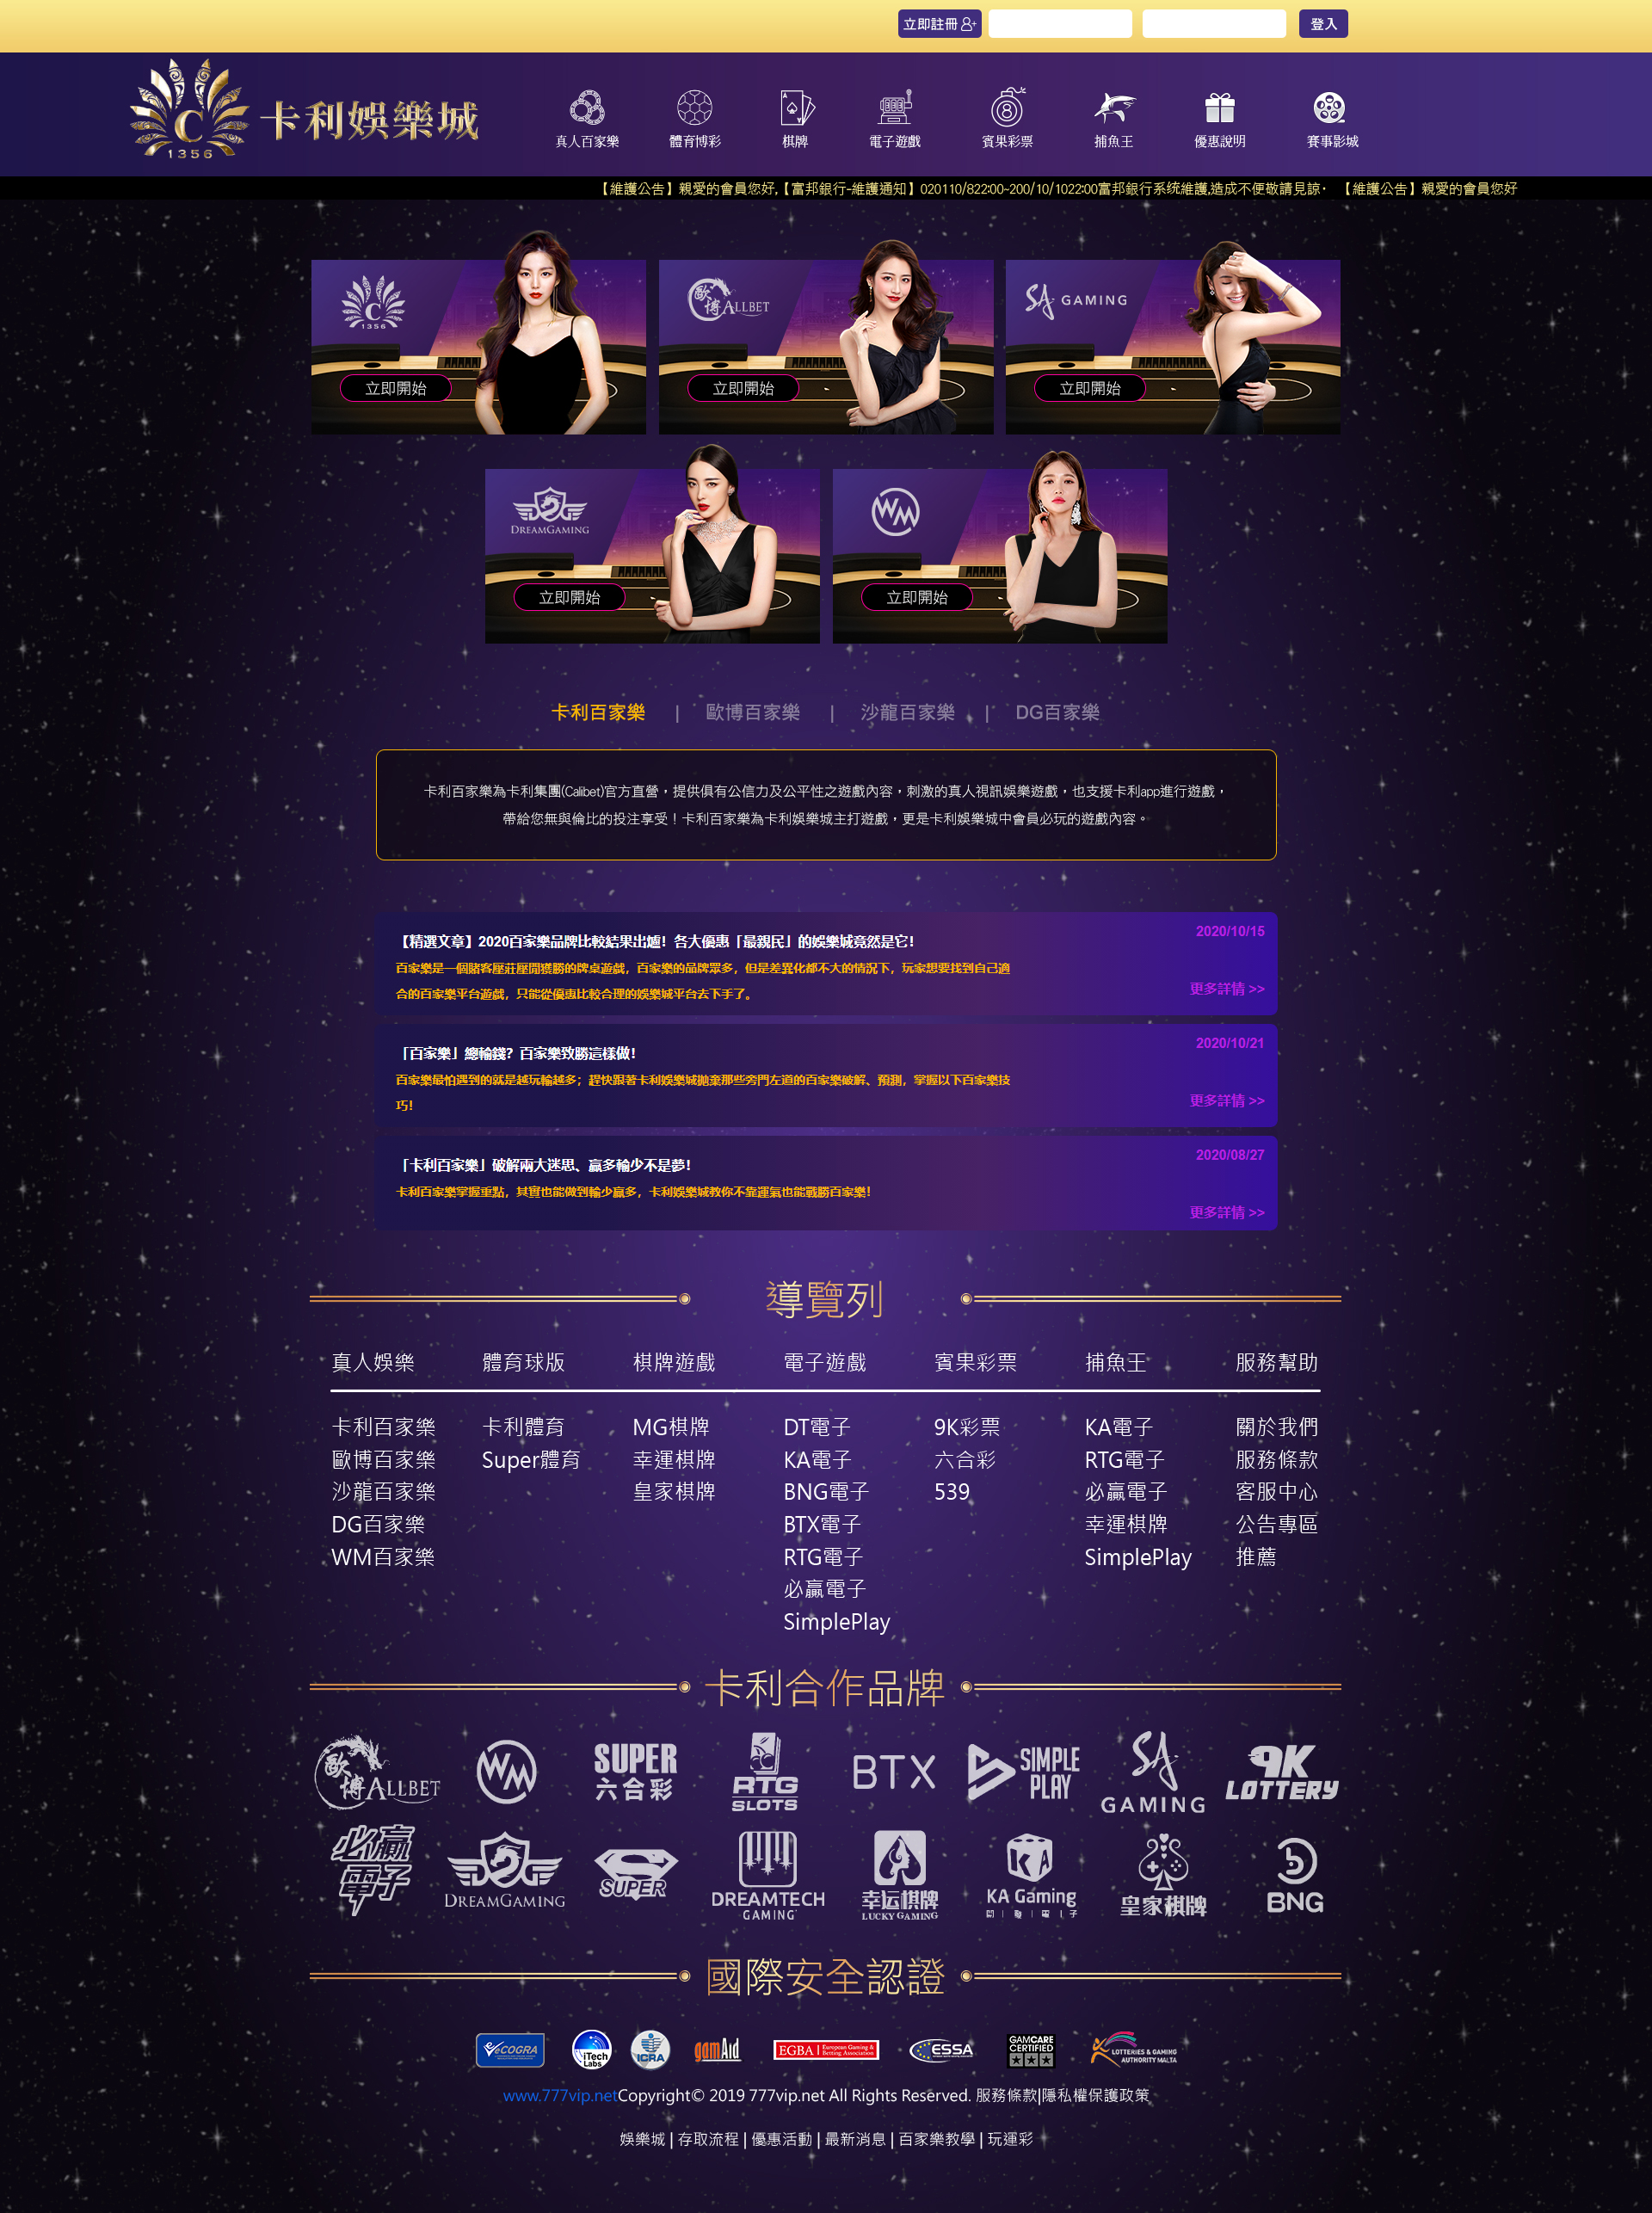 立即註冊
登入
C
1356
卡利娛樂城
真人百家樂
體育博彩
棋牌
電子遊戲
賓果彩票
捕魚王
優惠說明
賽事影城
【維護公告】親愛的會員您好,【富邦銀行-維護通知】020110/822:00~200/10/1022:00富邦銀行系统維護,造成不便敬請見諒· 【維護公告】親愛的會員您好
C
1356
立即開始
歐博ALLBET
立即開始
SA GAMING
立即開始
DREAMGAMING
立即開始
WM
立即開始
卡利百家樂 | 歐博百家樂 | 沙龍百家樂 | DG百家樂
卡利百家樂為卡利集團(Calibet)官方直營，提供俱有公信力及公平性之遊戲內容，刺激的真人視訊娛樂遊戲，也支援卡利app進行遊戲，
帶給您無與倫比的投注享受！卡利百家樂為卡利娛樂城主打遊戲，更是卡利娛樂城中會員必玩的遊戲內容。
【精選文章】2020百家樂品牌比較結果出爐！各大優惠「最親民」的娛樂城竟然是它！
2020/10/15
百家樂是一個賭客壓莊壓閒獲勝的牌桌遊戲，百家樂的品牌眾多，但是差異化都不大的情況下，玩家想要找到自己適
合的百家樂平台遊戲，只能從優惠比較合理的娛樂城平台去下手了。
更多詳情 >>
「百家樂」總輸錢？百家樂致勝這樣做！
2020/10/21
百家樂最怕遇到的就是越玩輸越多；趕快跟著卡利娛樂城拋棄那些旁門左道的百家樂破解、預測，掌握以下百家樂技
巧！
更多詳情 >>
「卡利百家樂」破解兩大迷思、贏多輸少不是夢！
2020/08/27
卡利百家樂掌握重點，其實也能做到輸少贏多，卡利娛樂城教你不靠運氣也能戰勝百家樂！
更多詳情 >>
導覽列
真人娛樂 體育球版 棋牌遊戲 電子遊戲 賓果彩票 捕魚王 服務幫助
卡利百家樂 卡利體育 MG棋牌 DT電子 9K彩票 KA電子 關於我們
歐博百家樂 Super體育 幸運棋牌 KA電子 六合彩 RTG電子 服務條款
沙龍百家樂 皇家棋牌 BNG電子 539 必贏電子 客服中心
DG百家樂 BTX電子 幸運棋牌 公告專區
WM百家樂 RTG電子 SimplePlay 推薦
必贏電子
SimplePlay
卡利合作品牌
歐博ALLBET
WM
SUPER
六合彩
RTG
SLOTS
BTX
SIMPLE
PLAY
SA
GAMING
9K
LOTTERY
必贏
電子
DREAMGAMING
SUPER
DREAMTECH
GAMING
幸运棋牌
LUCKY GAMING
KA
KA Gaming
皇家棋牌
BNG
國際安全認證
eCOGRA
iTech
Labs
ICRA
gamAid
EGBA European Gaming &
Betting Association
ESSA
GAMCARE
CERTIFIED
LOTTERIES & GAMING
AUTHORITY MALTA
www.777vip.netCopyright© 2019 777vip.net All Rights Reserved. 服務條款|隱私權保護政策
娛樂城 | 存取流程 | 優惠活動 | 最新消息 | 百家樂教學 | 玩運彩